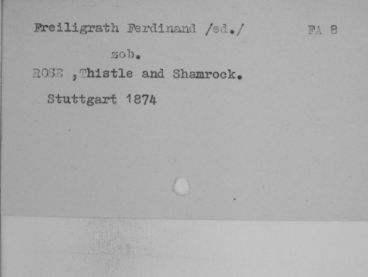 Freiligrath Ferdinand /ed./ FA 8
sob.
ROSE ,Thistle and Shamrock.
Stuttgart 1874